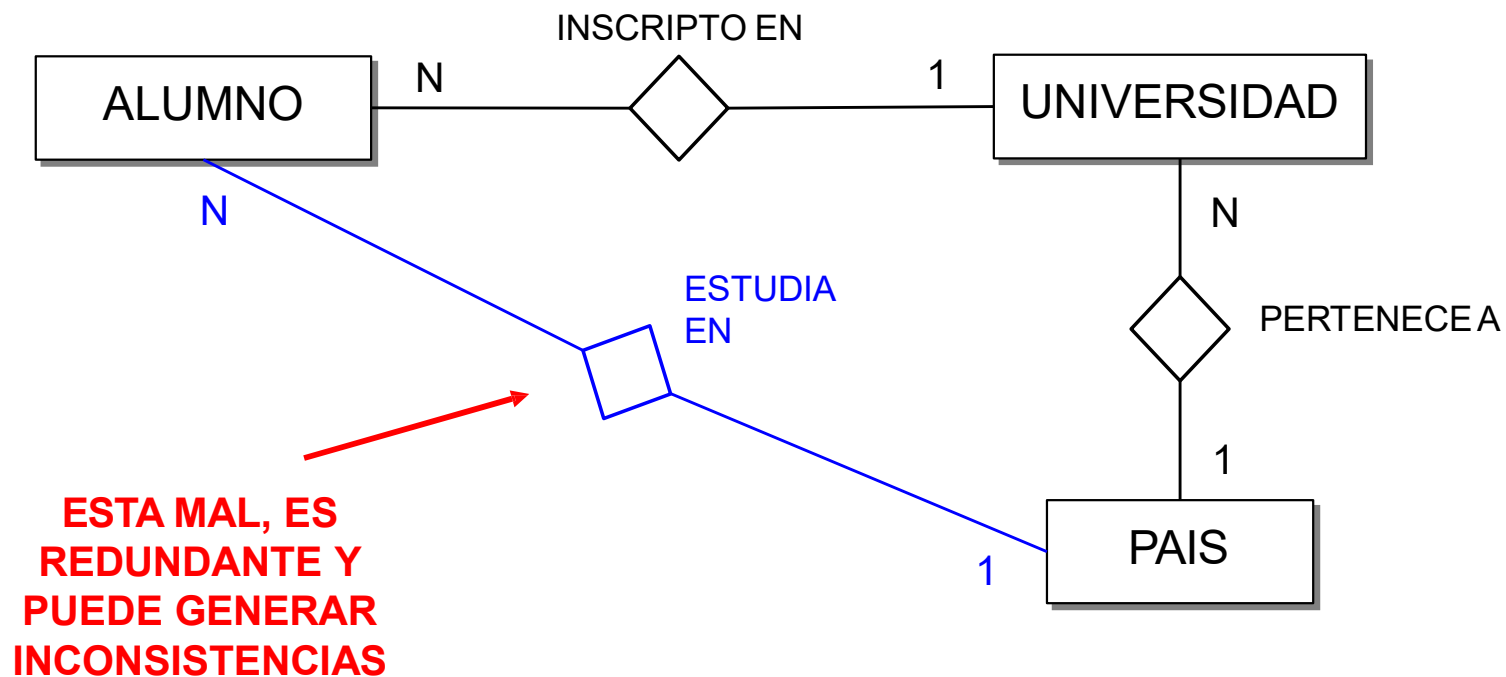 INSCRIPTO EN
ALUMNO
N
1
UNIVERSIDAD
N
N
ESTUDIA
EN
PERTENECE A
1
1
PAIS
ESTA MAL, ES
REDUNDANTE Y
PUEDE GENERAR
INCONSISTENCIAS